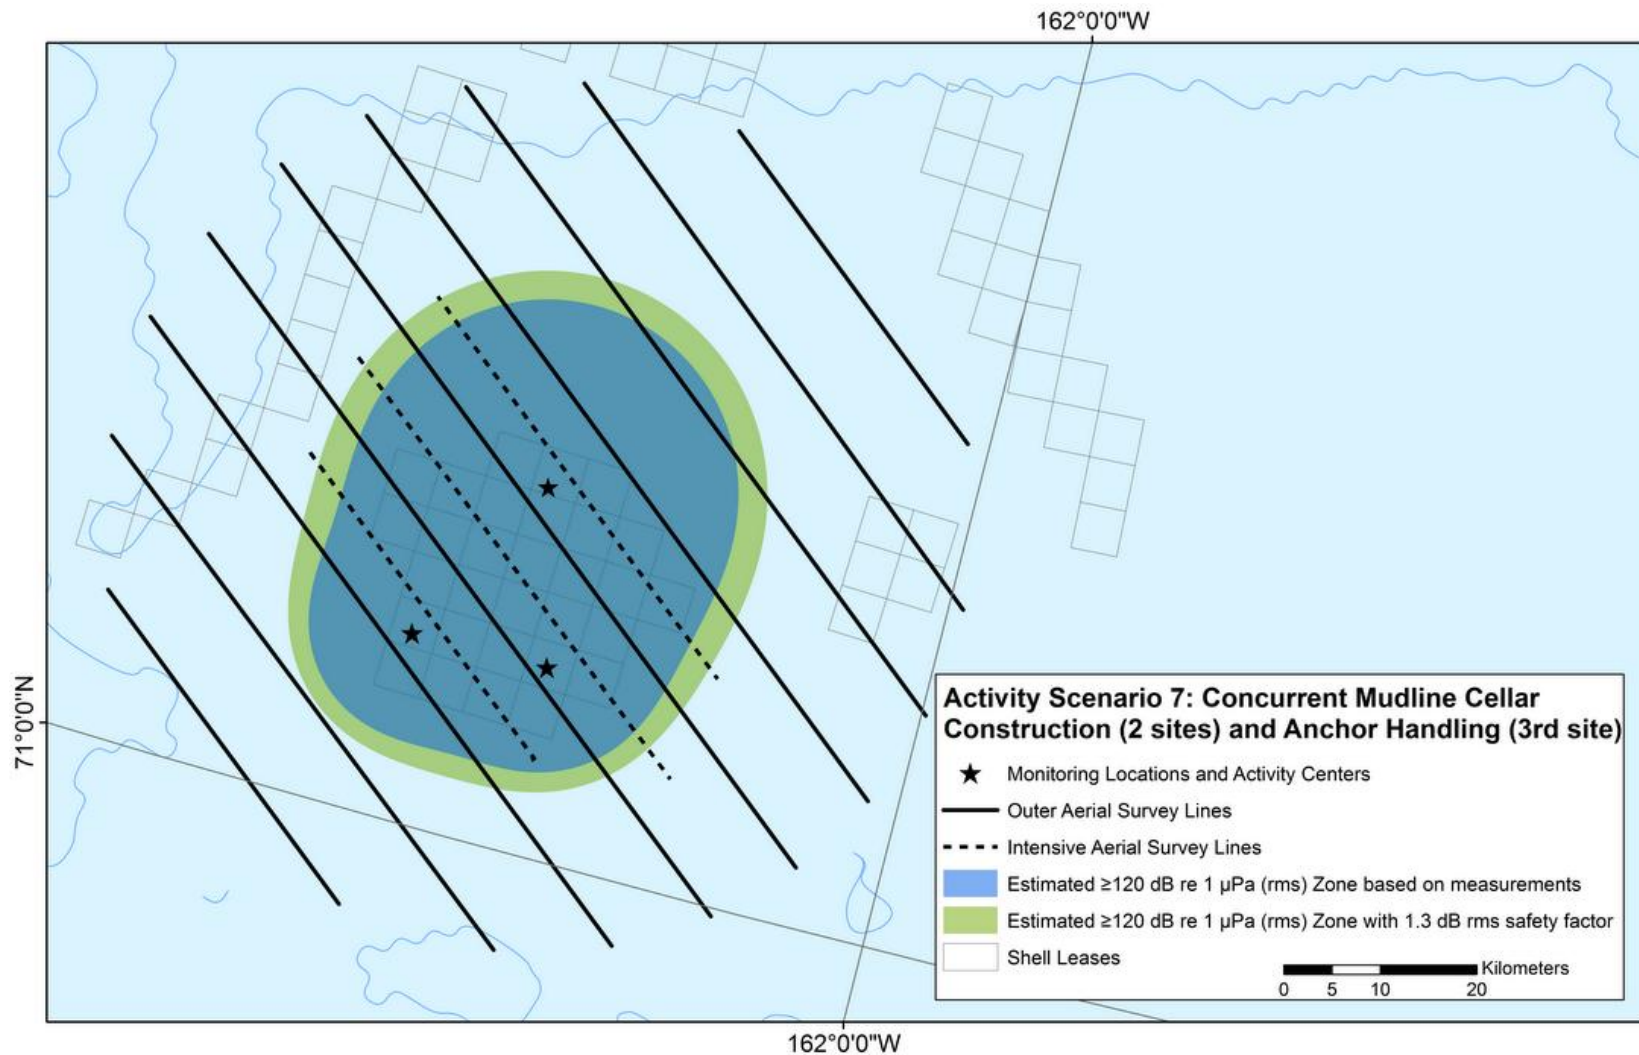 162°0'0"W
71°0'0"N
Activity Scenario 7: Concurrent Mudline Cellar
Construction (2 sites) and Anchor Handling (3rd site)
Monitoring Locations and Activity Centers
Outer Aerial Survey Lines
Intensive Aerial Survey Lines
Estimated ≥120 dB re 1 μPa (rms) Zone based on measurements
Estimated ≥120 dB re 1 μPa (rms) Zone with 1.3 dB rms safety factor
Shell Leases
Kilometers
0 5 10 20
162°0'0"W